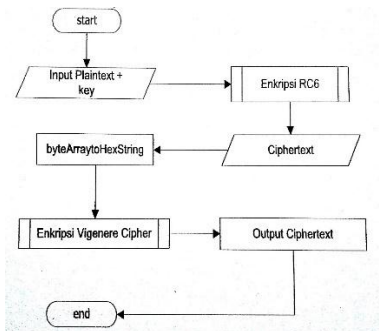 start
Input Plaintext +
key
Enkripsi RC6
byteArraytoHexString
Ciphertext
Enkripsi Vigenere Cipher
Output Ciphertext
end